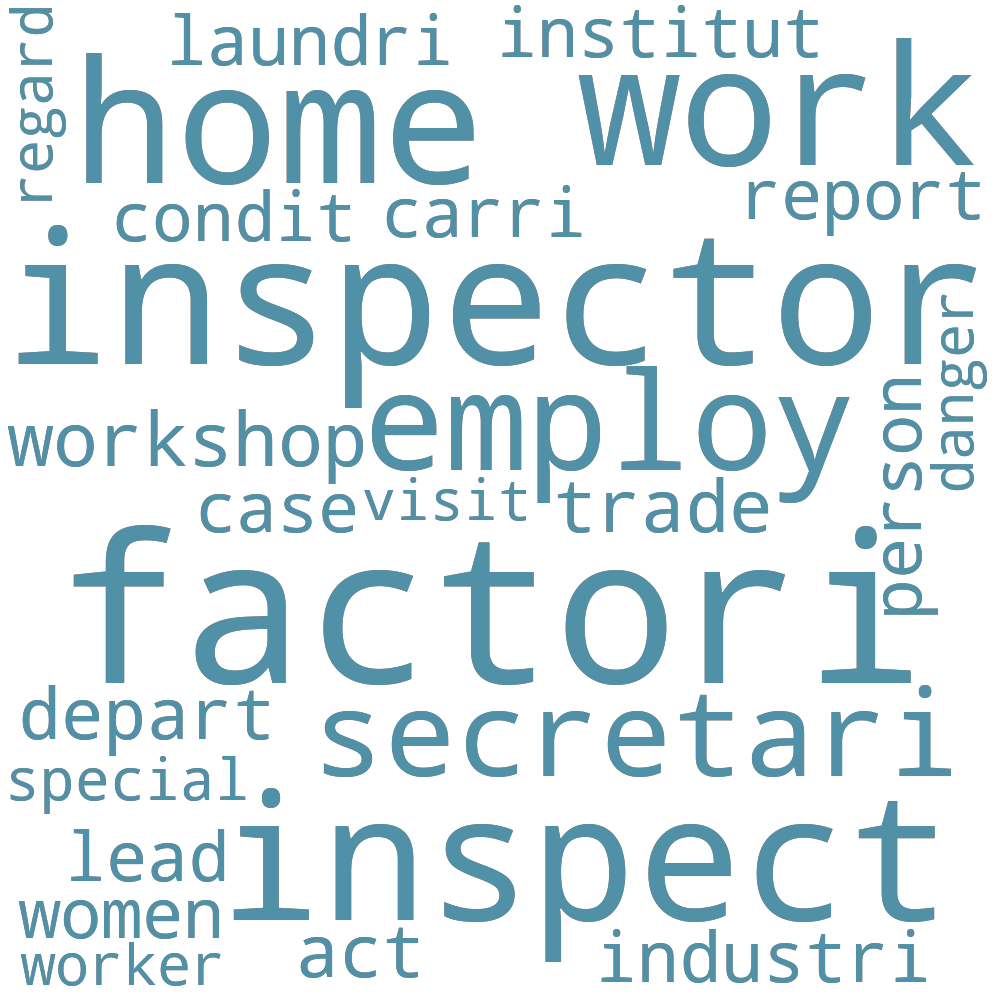 regard
laundri
institut
home
work
condit
carri
report
inspector
danger
workshop
employ
person
case
visit
trade
factori
depart
secretari
special
inspect
lead
women
worker
act
industri